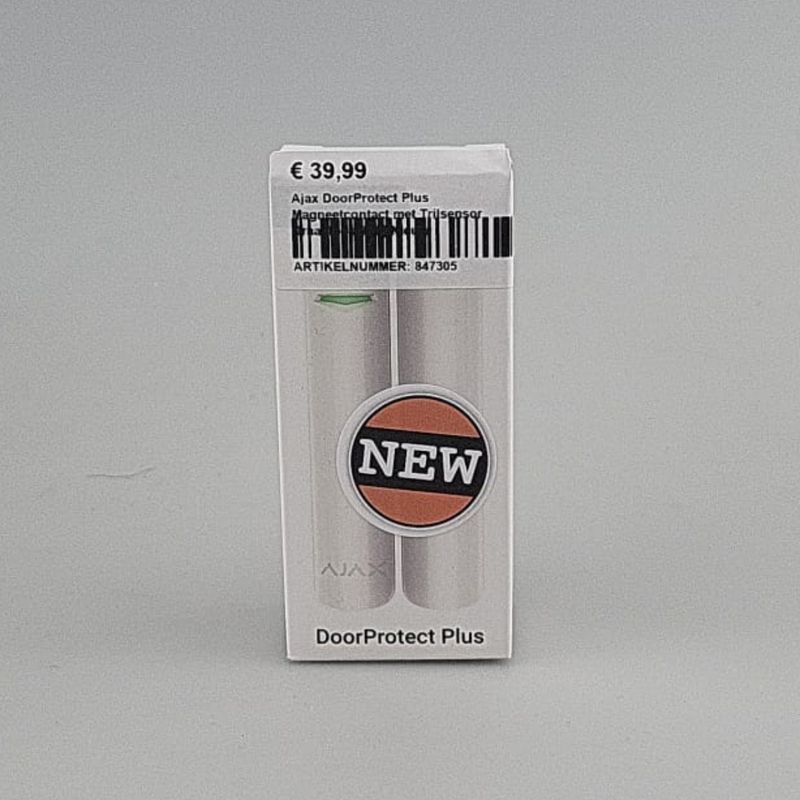 € 39,99
Ajax DoorProtect Plus
Magneetcontact met Trilsensor
ARTIKELNUMMER: 847305
NEW
AJAX
DoorProtect Plus